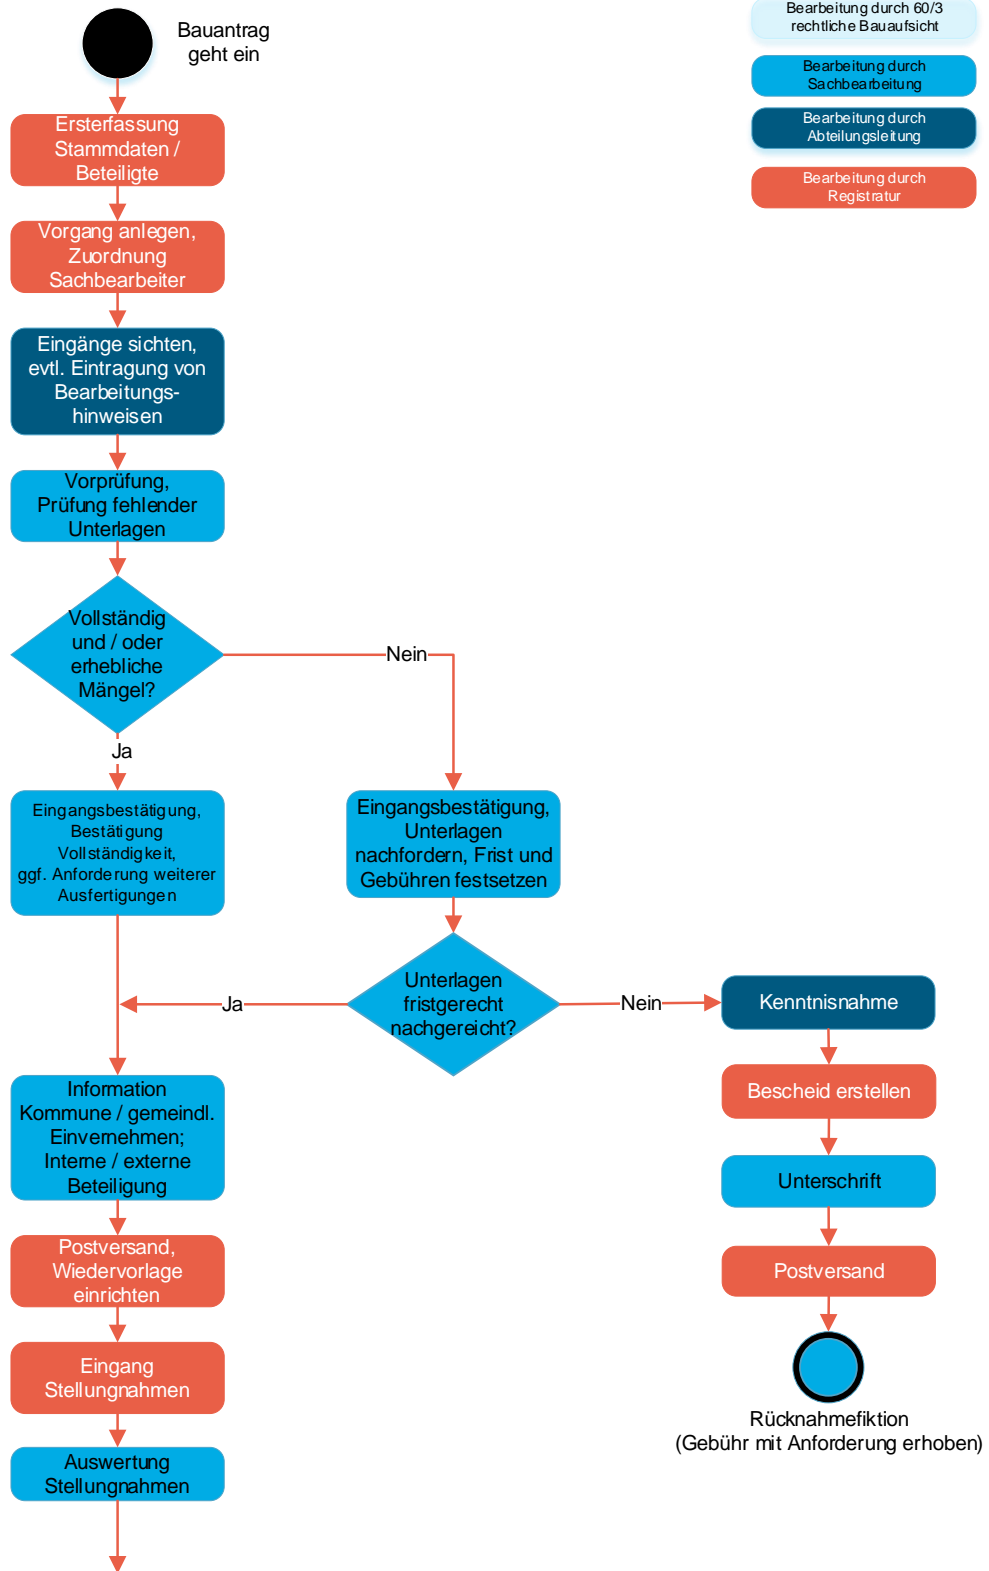 Bauantrag
geht ein
Bearbeitung durch 60/3
rechtliche Bauaufsicht
Bearbeitung durch
Sachbearbeitung
Bearbeitung durch
Abteilungsleitung
Bearbeitung durch
Registratur
Ersterfassung
Stammdaten /
Beteiligte
Vorgang anlegen,
Zuordnung
Sachbearbeiter
Eingänge sichten,
evtl. Eintragung von
Bearbeitungs-
hinweisen
Vorprüfung,
Prüfung fehlender
Unterlagen
Vollständig
und / oder
erhebliche
Mängel?
Nein
Ja
Eingangsbestätigung,
Bestätigung
Vollständigkeit,
ggf. Anforderung weiterer
Ausfertigungen
Eingangsbestätigung,
Unterlagen
nachfordern, Frist und
Gebühren festsetzen
Unterlagen
fristgerecht
nachgereicht?
Ja
Nein
Kenntnisnahme
Bescheid erstellen
Unterschrift
Postversand
Rücknahmefiktion
(Gebühr mit Anforderung erhoben)
Information
Kommune / gemeindl.
Einvernehmen;
Interne / externe
Beteiligung
Postversand,
Wiedervorlage
einrichten
Eingang
Stellungnahmen
Auswertung
Stellungnahmen